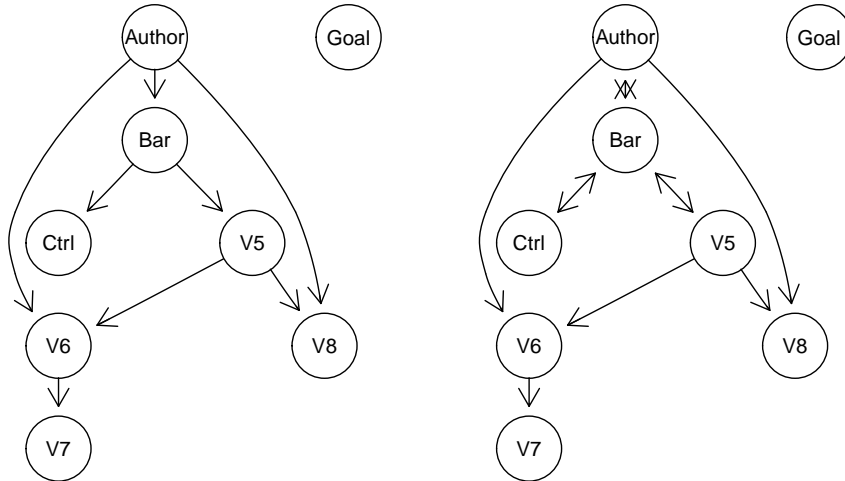 Author Goal Author Goal
Bar Bar
Ctrl V5 Ctrl V5
V6 V8 V6 V8
V7 V7